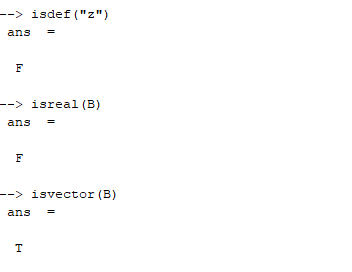 --> isdef("z")
ans  =

  F

--> isreal(B)
ans  =

  F

--> isvector(B)
ans  =

  T